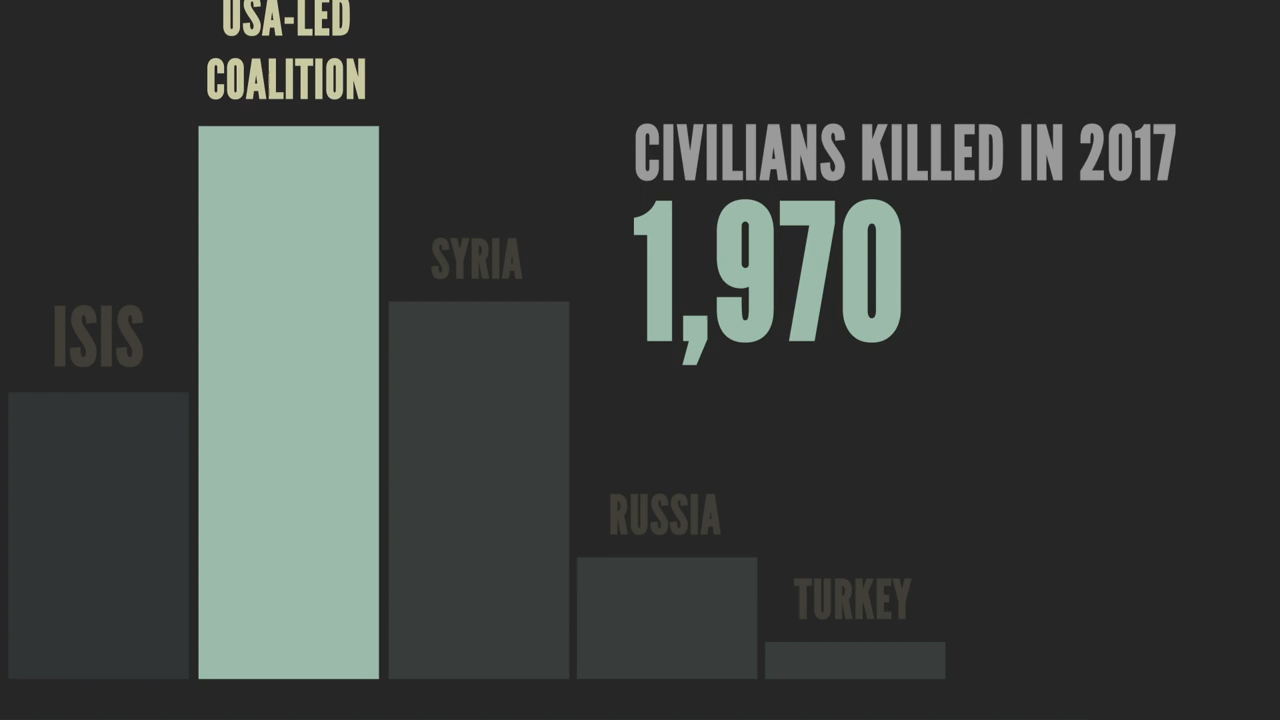 USA-LED
COALITION
CIVILIANS KILLED IN 2017
1,970
SYRIA
ISIS
RUSSIA
TURKEY